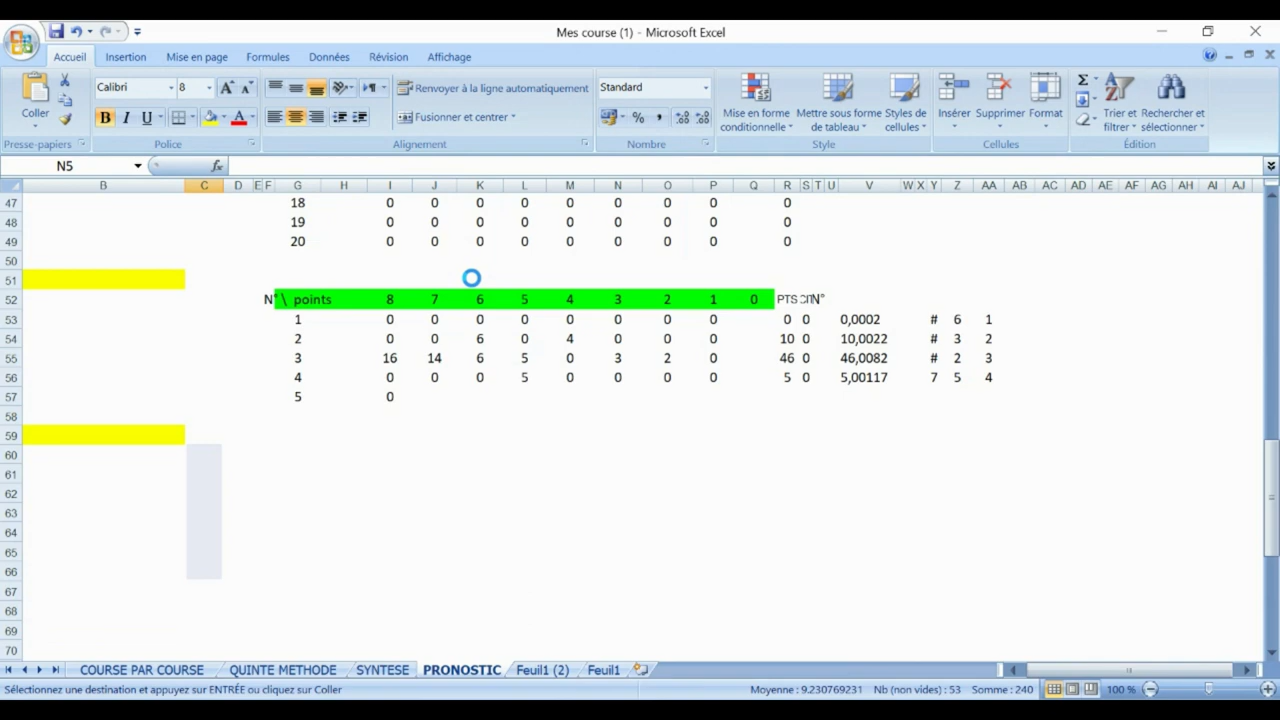 Mes course (1) - Microsoft Excel
Accueil Insertion Mise en page Formules Données Révision Affichage
Coller
Calibri 8
Renvoyer à la ligne automatiquement
Standard
G I U
Fusionner et centrer
%
Mise en forme conditionnelle
Mettre sous forme de tableau
Styles de cellules
Insérer Supprimer Format
Trier et filtrer
Rechercher et sélectionner
Presse-papiers Police Alignement Nombre Style Cellules Édition
N5 fx
B C D E F G H I J K L M N O P Q R S T U V W X Y Z AA AB AC AD AE AF AG AH AI AJ
47 18 0 0 0 0 0 0 0 0 0
48 19 0 0 0 0 0 0 0 0 0
49 20 0 0 0 0 0 0 0 0 0
50
51
52 N° \ points 8 7 6 5 4 3 2 1 0 PTS N°
53 1 0 0 0 0 0 0 0 0 0 0 0,0002 # 6 1
54 2 0 0 6 0 4 0 0 0 10 0 10,0022 # 3 2
55 3 16 14 6 5 0 3 2 0 46 0 46,0082 # 2 3
56 4 0 0 0 5 0 0 0 0 5 0 5,00117 7 5 4
57 5 0
58
59
60
61
62
63
64
65
66
67
68
69
70
COURSE PAR COURSE QUINTE METHODE SYNTESE PRONOSTIC Feuil1 (2) Feuil1
Sélectionnez une destination et appuyez sur ENTRÉE ou cliquez sur Coller Moyenne : 9.230769231 Nb (non vides) : 53 Somme : 240 100 %